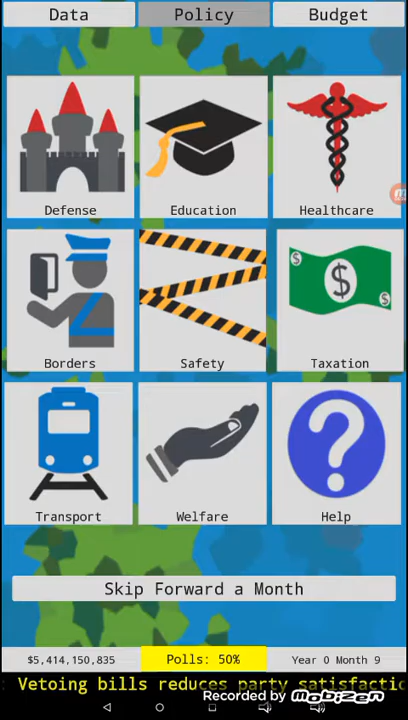 Data Policy Budget
Defense Education Healthcare
$ $ $
Borders Safety Taxation
Transport Welfare Help
Skip Forward a Month
$5,414,150,835 Polls: 50% Year 0 Month 9
Vetoing bills reduces party
Recorded by MOBIZEN